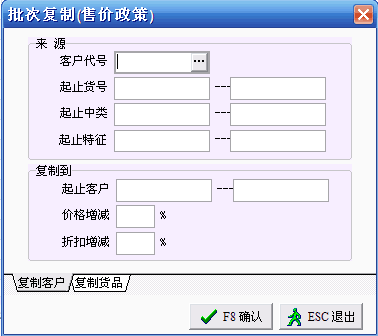 批次复制(售价政策)
来 源
客户代号 ...
起止货号 ---
起止中类 ---
起止特征 ---
复制到
起止客户 ---
价格增减 %
折扣增减 %
复制客户 复制货品
F8 确认 ESC 退出